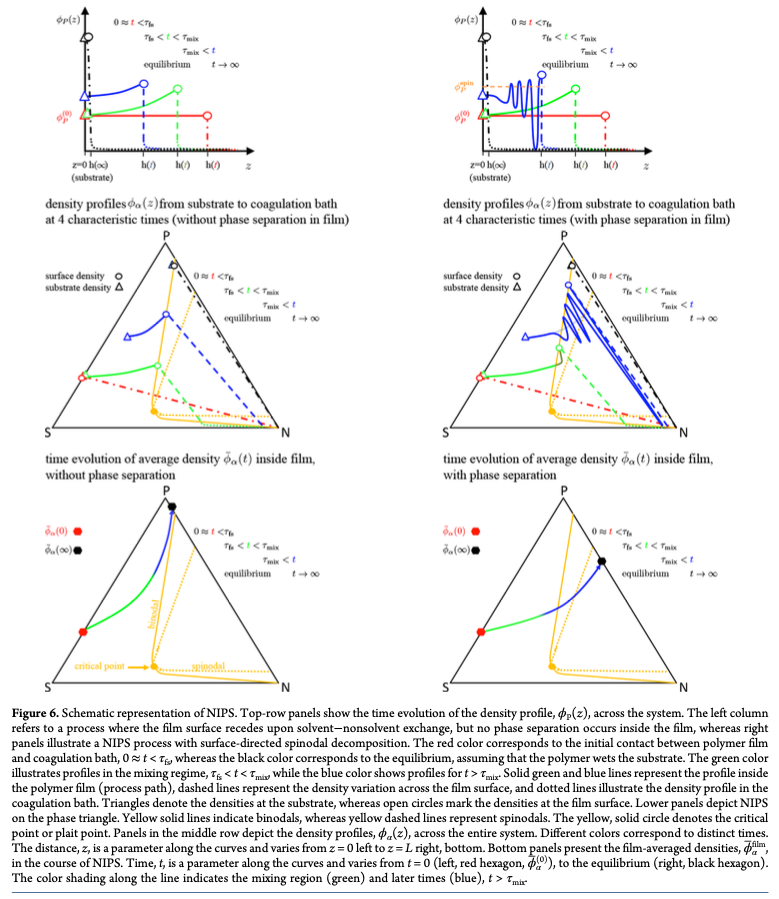 ϕP(z)
0 ≈ t < τfs
τfs < t < τmix
τmix < t
equilibrium t → ∞
ϕP(0)
z=0 h(∞) h(t) h(t) h(t) z
(substrate)
density profiles ϕα(z) from substrate to coagulation bath
at 4 characteristic times (without phase separation in film)
P
surface density
substrate density
0 ≈ t < τfs
τfs < t < τmix
τmix < t
equilibrium t → ∞
S N
time evolution of average density ϕ̄α(t) inside film,
without phase separation
P
ϕ̄α(0)
ϕ̄α(∞)
0 ≈ t < τfs
τfs < t < τmix
τmix < t
equilibrium t → ∞
binodal
critical point
spinodal
S N
ϕP(z)
0 ≈ t < τfs
τfs < t < τmix
τmix < t
equilibrium t → ∞
ϕPspin
ϕP(0)
z=0 h(∞) h(t) h(t) h(t) z
(substrate)
density profiles ϕα(z) from substrate to coagulation bath
at 4 characteristic times (with phase separation in film)
P
surface density
substrate density
0 ≈ t < τfs
τfs < t < τmix
τmix < t
equilibrium t → ∞
S N
time evolution of average density ϕ̄α(t) inside film,
with phase separation
P
ϕ̄α(0)
ϕ̄α(∞)
0 ≈ t < τfs
τfs < t < τmix
τmix < t
equilibrium t → ∞
S N
Figure 6. Schematic representation of NIPS. Top-row panels show the time evolution of the density profile, ϕP(z), across the system. The left column
refers to a process where the film surface recedes upon solvent−nonsolvent exchange, but no phase separation occurs inside the film, whereas right
panels illustrate a NIPS process with surface-directed spinodal decomposition. The red color corresponds to the initial contact between polymer film
and coagulation bath, 0 ≈ t < τfs, whereas the black color corresponds to the equilibrium, assuming that the polymer wets the substrate. The green color
illustrates profiles in the mixing regime, τfs < t < τmix, while the blue color shows profiles for t > τmix. Solid green and blue lines represent the profile inside
the polymer film (process path), dashed lines represent the density variation across the film surface, and dotted lines illustrate the density profile in the
coagulation bath. Triangles denote the densities at the substrate, whereas open circles mark the densities at the film surface. Lower panels depict NIPS
on the phase triangle. Yellow solid lines indicate binodals, whereas yellow dashed lines represent spinodals. The yellow, solid circle denotes the critical
point or plait point. Panels in the middle row depict the density profiles, ϕα(z), across the entire system. Different colors correspond to distinct times.
The distance, z, is a parameter along the curves and varies from z = 0 left to z = L right, bottom. Bottom panels present the film-averaged densities, ϕ̄αfilm,
in the course of NIPS. Time, t, is a parameter along the curves and varies from t = 0 (left, red hexagon, ϕ̄α(0)), to the equilibrium (right, black hexagon).
The color shading along the line indicates the mixing region (green) and later times (blue), t > τmix.